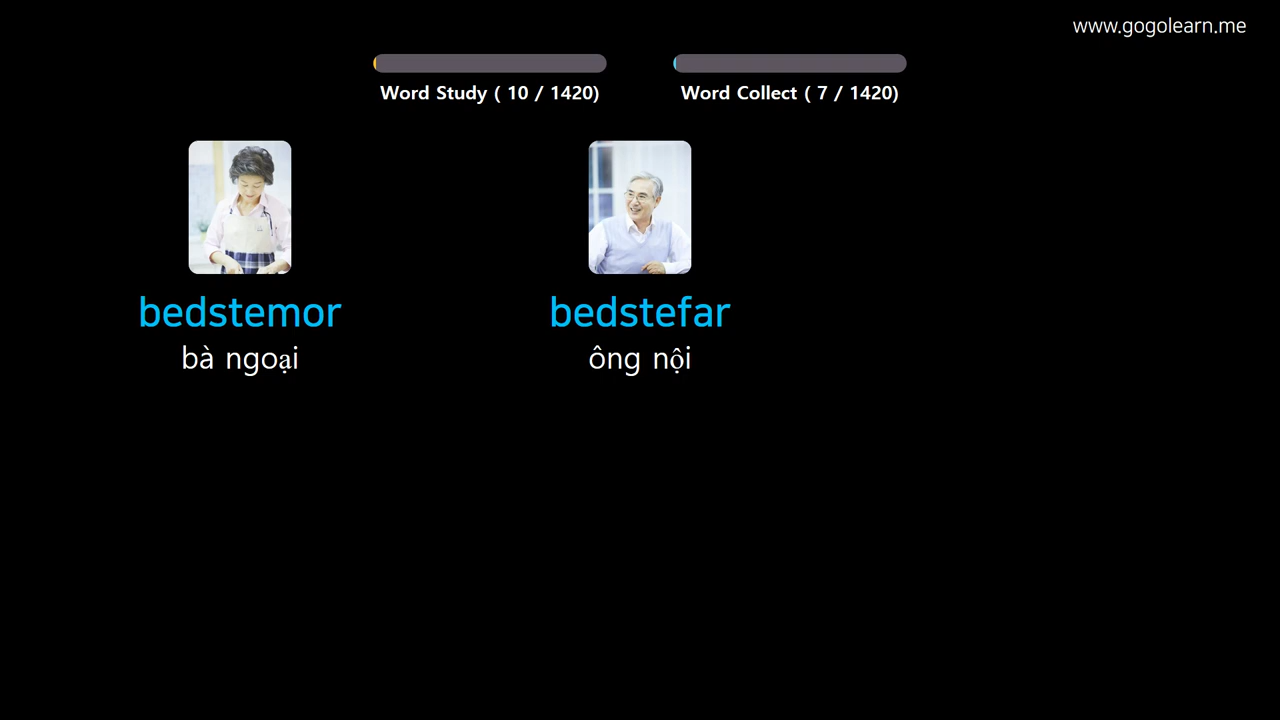 www.gogolearn.me
Word Study ( 10 / 1420)
Word Collect ( 7 / 1420)
bedstemor
bà ngoại
bedstefar
ông nội